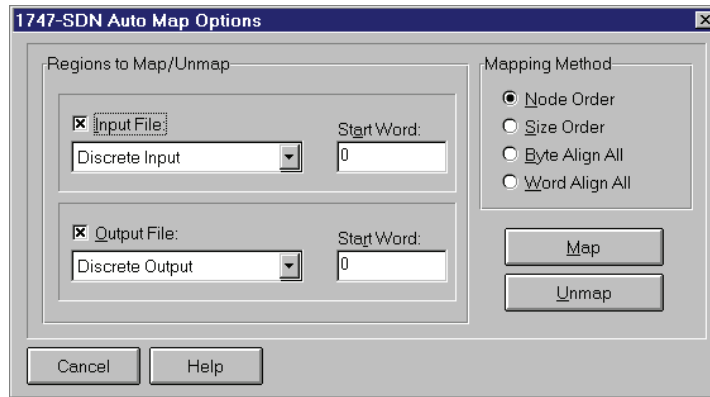 1747-SDN Auto Map Options
Regions to Map/Unmap
Input File:
Start Word:
Discrete Input
0
Output File:
Start Word:
Discrete Output
0
Mapping Method
Node Order
Size Order
Byte Align All
Word Align All
Map
Unmap
Cancel
Help